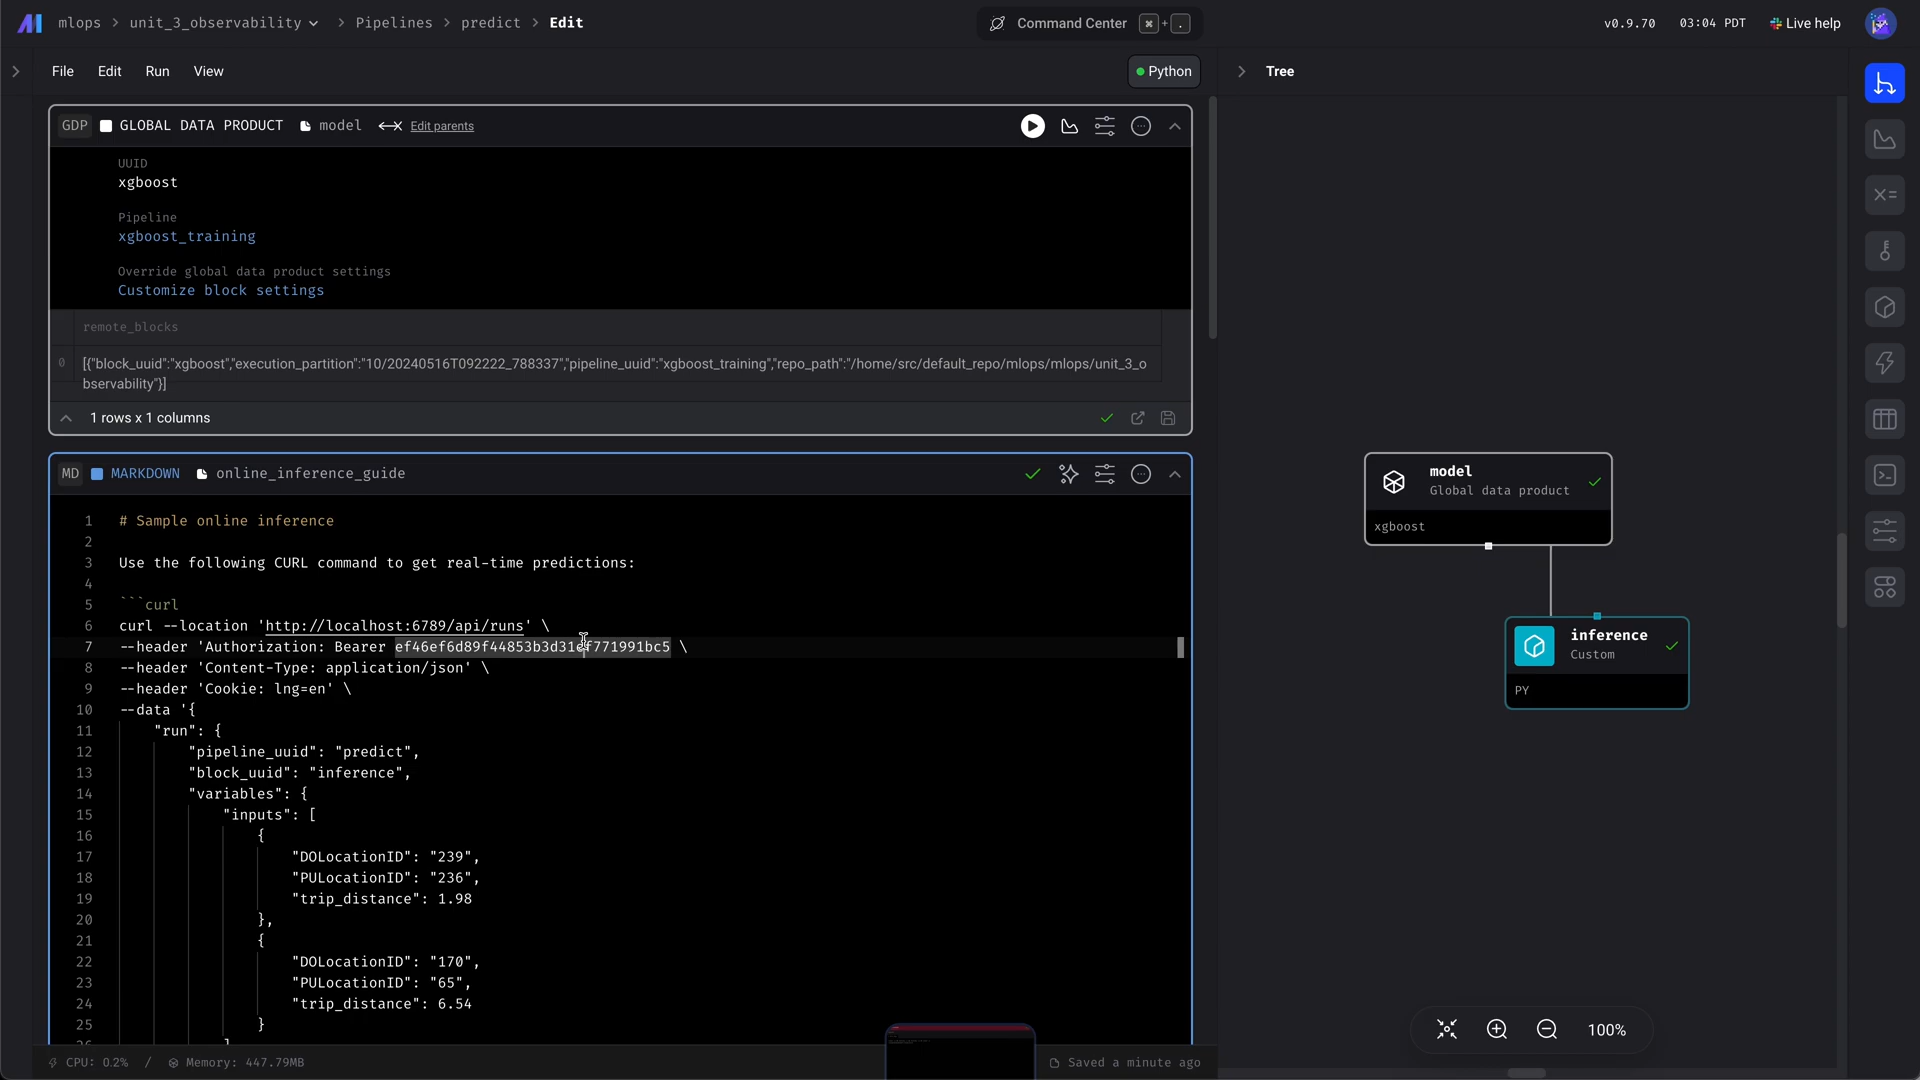 mlops > unit_3_observability > Pipelines > predict > Edit
Command Center ⌘ + .
v0.9.70 03:04 PDT Live help
File Edit Run View
Python
Tree
GDP GLOBAL DATA PRODUCT model Edit parents
UUID
xgboost
Pipeline
xgboost_training
Override global data product settings
Customize block settings
remote_blocks
0 [{"block_uuid":"xgboost","execution_partition":"10/20240516T092222_788337","pipeline_uuid":"xgboost_training","repo_path":"/home/src/default_repo/mlops/mlops/unit_3_o
bservability"}]
1 rows x 1 columns
MD MARKDOWN online_inference_guide
1 # Sample online inference
2
3 Use the following CURL command to get real-time predictions:
4
5 ```curl
6 curl --location 'http://localhost:6789/api/runs' \
7 --header 'Authorization: Bearer ef46ef6d89f44853b3d31ef771991bc5 \
8 --header 'Content-Type: application/json' \
9 --header 'Cookie: lng=en' \
10 --data '{
11 "run": {
12 "pipeline_uuid": "predict",
13 "block_uuid": "inference",
14 "variables": {
15 "inputs": [
16 {
17 "DOLocationID": "239",
18 "PULocationID": "236",
19 "trip_distance": 1.98
20 },
21 {
22 "DOLocationID": "170",
23 "PULocationID": "65",
24 "trip_distance": 6.54
25 }
26 ]
model
Global data product
xgboost
inference
Custom
PY
100%
CPU: 0.2% / Memory: 447.79MB
Saved a minute ago